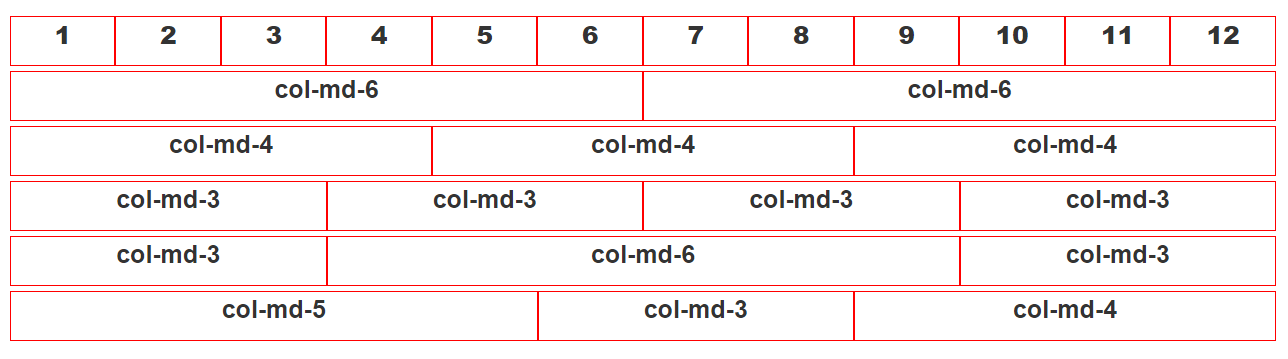 1 2 3 4 5 6 7 8 9 10 11 12
col-md-6 col-md-6
col-md-4 col-md-4 col-md-4
col-md-3 col-md-3 col-md-3 col-md-3
col-md-3 col-md-6 col-md-3
col-md-5 col-md-3 col-md-4